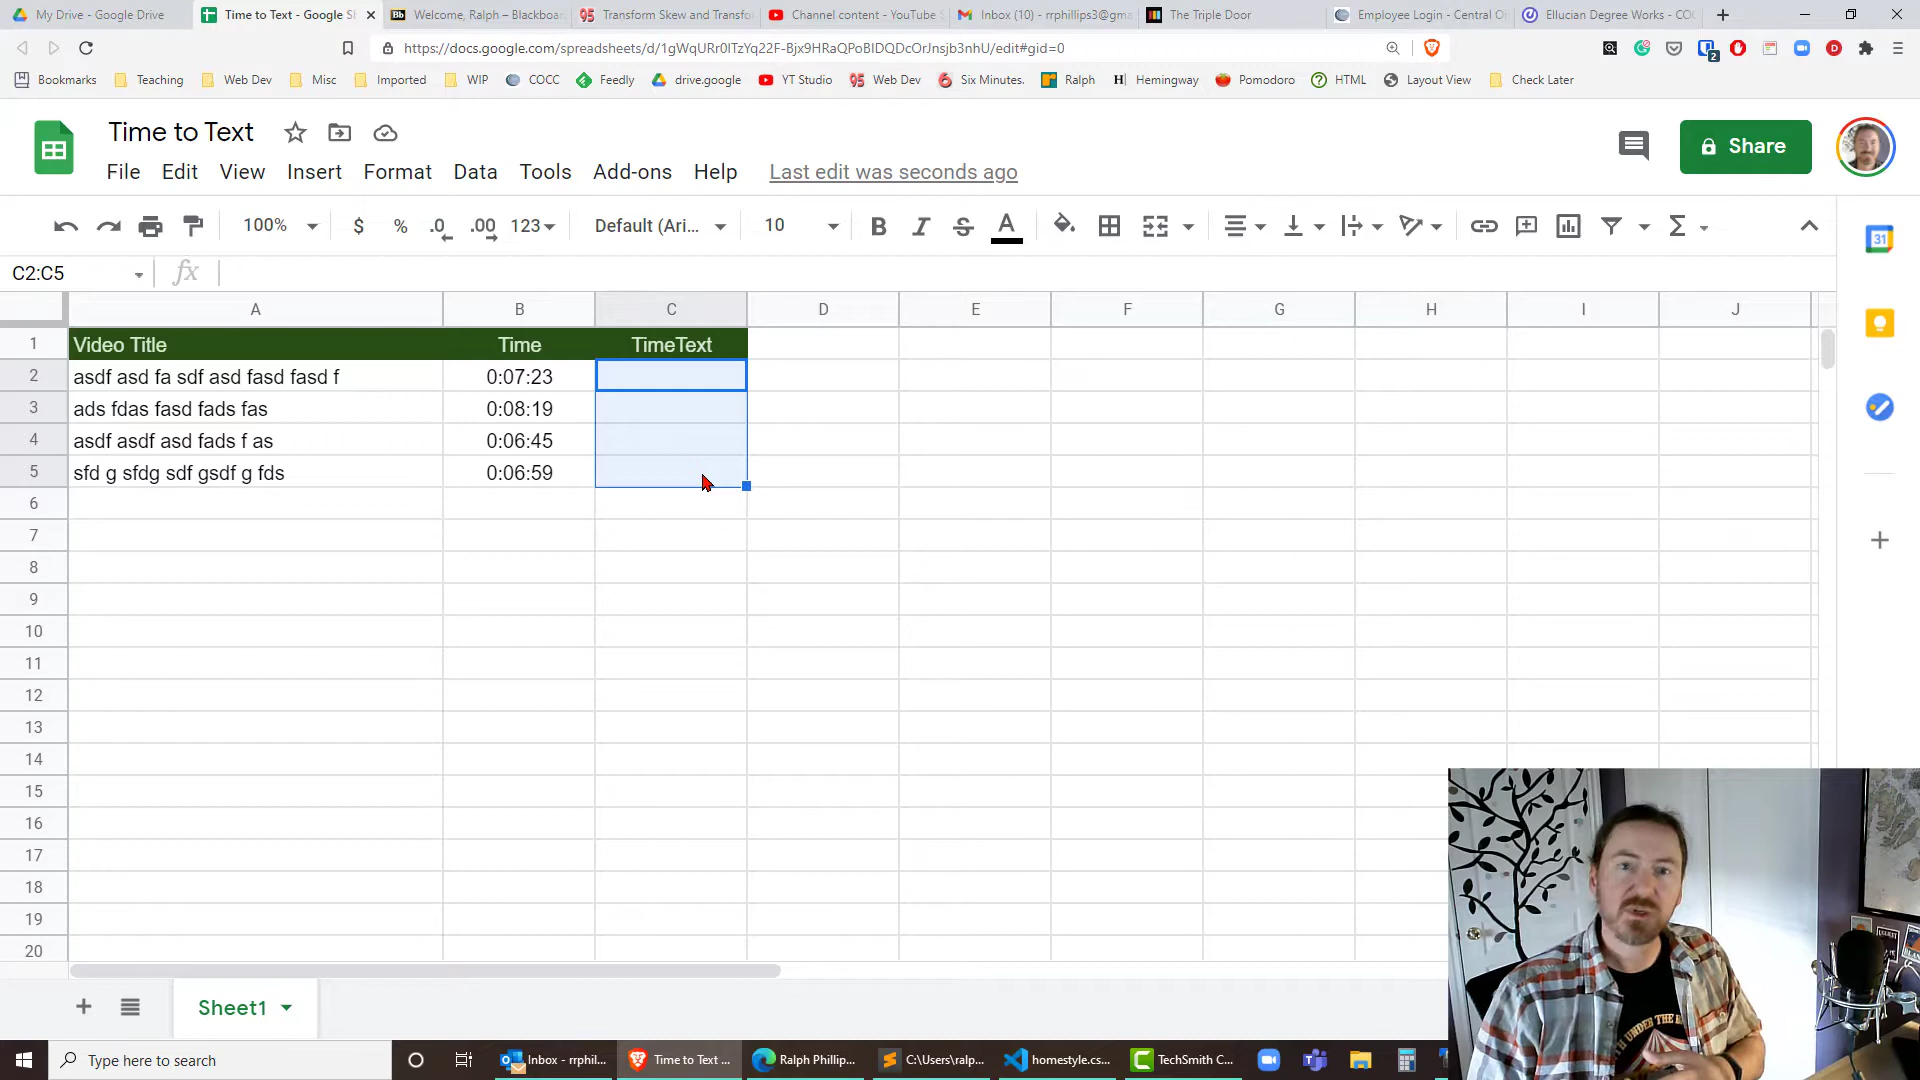 My Drive - Google Drive
Time to Text - Google Sh
Welcome, Ralph – Blackboar
Transform Skew and Transfo
Channel content - YouTube S
Inbox (10) - rrphillips3@gma
The Triple Door
Employee Login - Central O
Ellucian Degree Works - COC
https://docs.google.com/spreadsheets/d/
Bookmarks Teaching Web Dev Misc Imported WIP COCC Feedly drive.google YT Studio Web Dev Six Minutes. Ralph Hemingway Pomodoro HTML Layout View Check Later
Time to Text
Share
File Edit View Insert Format Data Tools Add-ons Help Last edit was seconds ago
100% $ % .0 .00 123 Default (Ari... 10 B I S A
31
C2:C5 fx
A B C D E F G H I J
1 Video Title Time TimeText
2 asdf asd fa sdf asd fasd fasd f 0:07:23
3 ads fdas fasd fads fas 0:08:19
4 asdf asdf asd fads f as 0:06:45
5 sfd g sfdg sdf gsdf g fds 0:06:59
6
7
8
9
10
11
12
13
14
15
16
17
18
19
20
Sheet1
Type here to search
Inbox - rrphil...
Time to Text ...
Ralph Phillip...
C:\Users\ralp...
homestyle.cs...
TechSmith C...